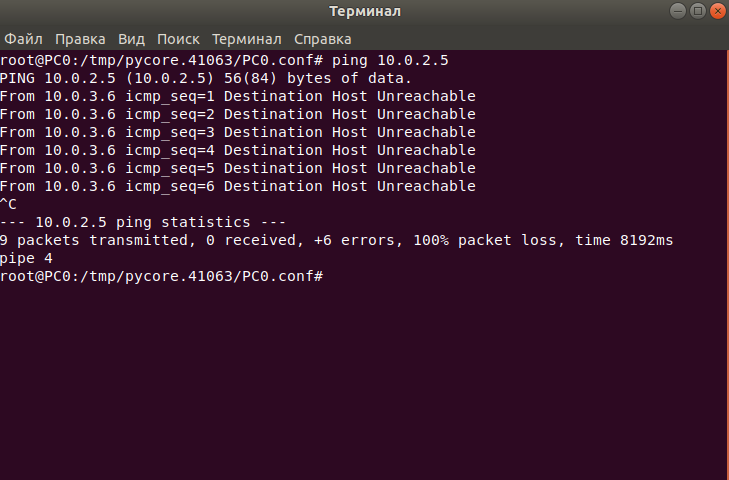 Терминал
Файл Правка Вид Поиск Терминал Справка
root@PC0:/tmp/pycore.41063/PC0.conf# ping 10.0.2.5
PING 10.0.2.5 (10.0.2.5) 56(84) bytes of data.
From 10.0.3.6 icmp_seq=1 Destination Host Unreachable
From 10.0.3.6 icmp_seq=2 Destination Host Unreachable
From 10.0.3.6 icmp_seq=3 Destination Host Unreachable
From 10.0.3.6 icmp_seq=4 Destination Host Unreachable
From 10.0.3.6 icmp_seq=5 Destination Host Unreachable
From 10.0.3.6 icmp_seq=6 Destination Host Unreachable
^C
--- 10.0.2.5 ping statistics ---
9 packets transmitted, 0 received, +6 errors, 100% packet loss, time 8192ms
pipe 4
root@PC0:/tmp/pycore.41063/PC0.conf#